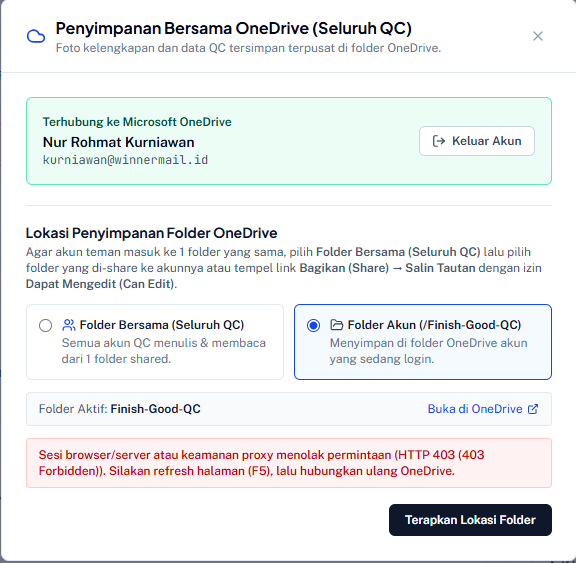 Penyimpanan Bersama OneDrive (Seluruh QC)
Foto kelengkapan dan data QC tersimpan terpusat di folder OneDrive.
Terhubung ke Microsoft OneDrive
Nur Rohmat Kurniawan
kurniawan@winnermail.id
Keluar Akun
Lokasi Penyimpanan Folder OneDrive
Agar akun teman masuk ke 1 folder yang sama, pilih Folder Bersama (Seluruh QC) lalu pilih
folder yang di-share ke akunnya atau tempel link Bagikan (Share) → Salin Tautan dengan izin
Dapat Mengedit (Can Edit).
Folder Bersama (Seluruh QC)
Semua akun QC menulis & membaca
dari 1 folder shared.
Folder Akun (/Finish-Good-QC)
Menyimpan di folder OneDrive akun
yang sedang login.
Folder Aktif: Finish-Good-QC
Buka di OneDrive
Sesi browser/server atau keamanan proxy menolak permintaan (HTTP 403 (403
Forbidden)). Silakan refresh halaman (F5), lalu hubungkan ulang OneDrive.
Terapkan Lokasi Folder